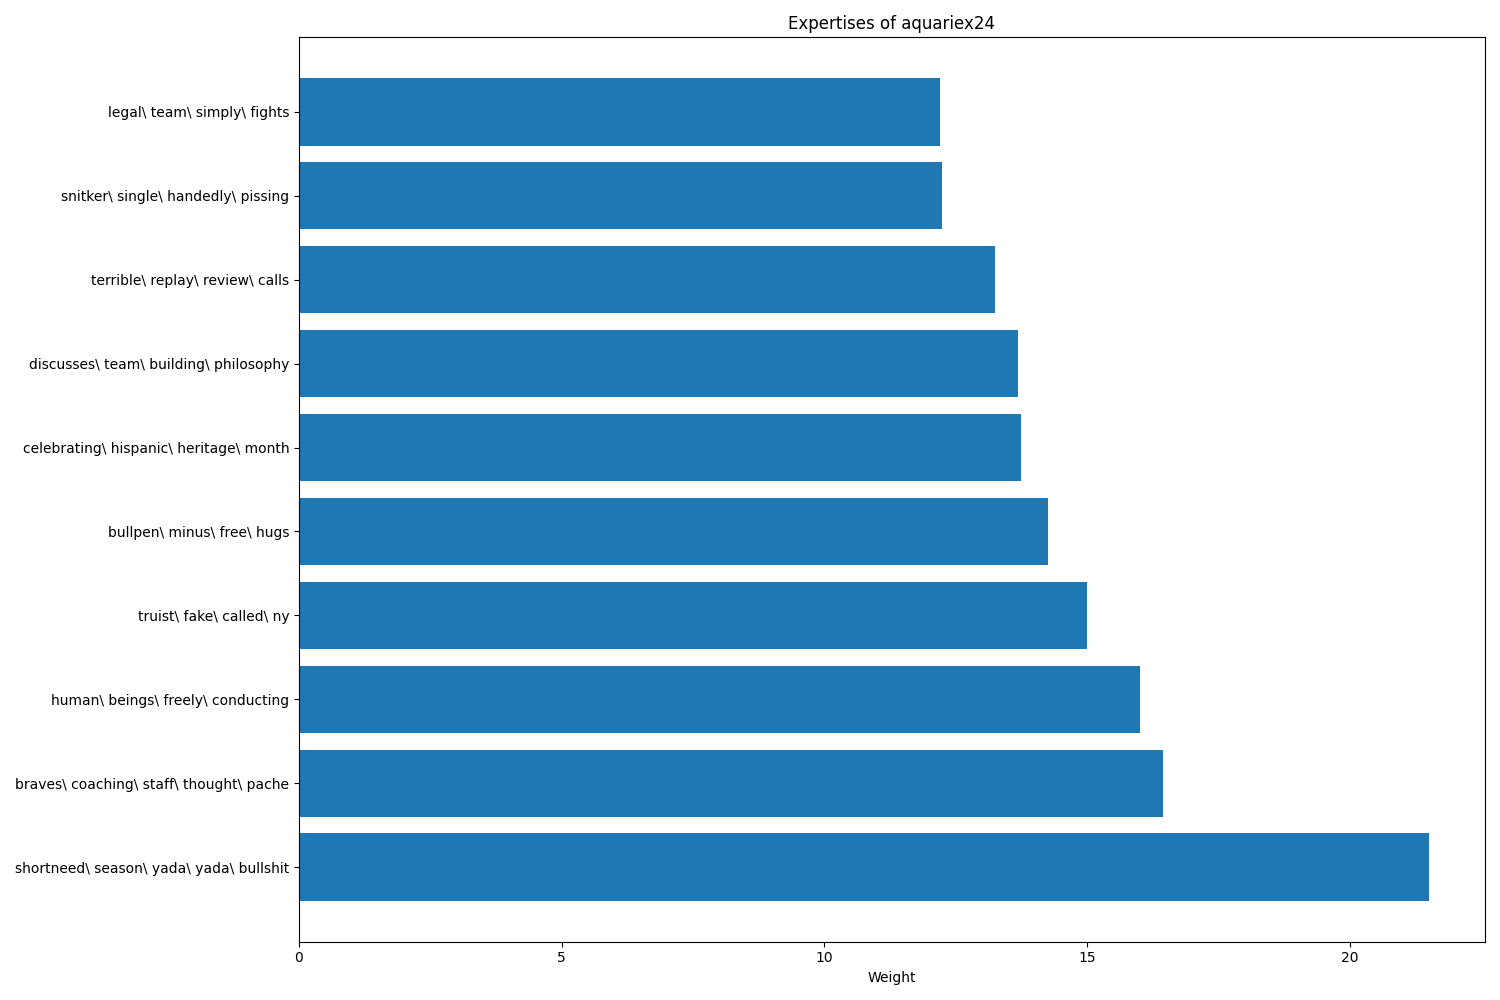 Expertises of aquariex24
legal\ team\ simply\ fights
snitker\ single\ handedly\ pissing
terrible\ replay\ review\ calls
discusses\ team\ building\ philosophy
celebrating\ hispanic\ heritage\ month
bullpen\ minus\ free\ hugs
truist\ fake\ called\ ny
human\ beings\ freely\ conducting
braves\ coaching\ staff\ thought\ pache
shortneed\ season\ yada\ yada\ bullshit
0 5 10 15 20
Weight